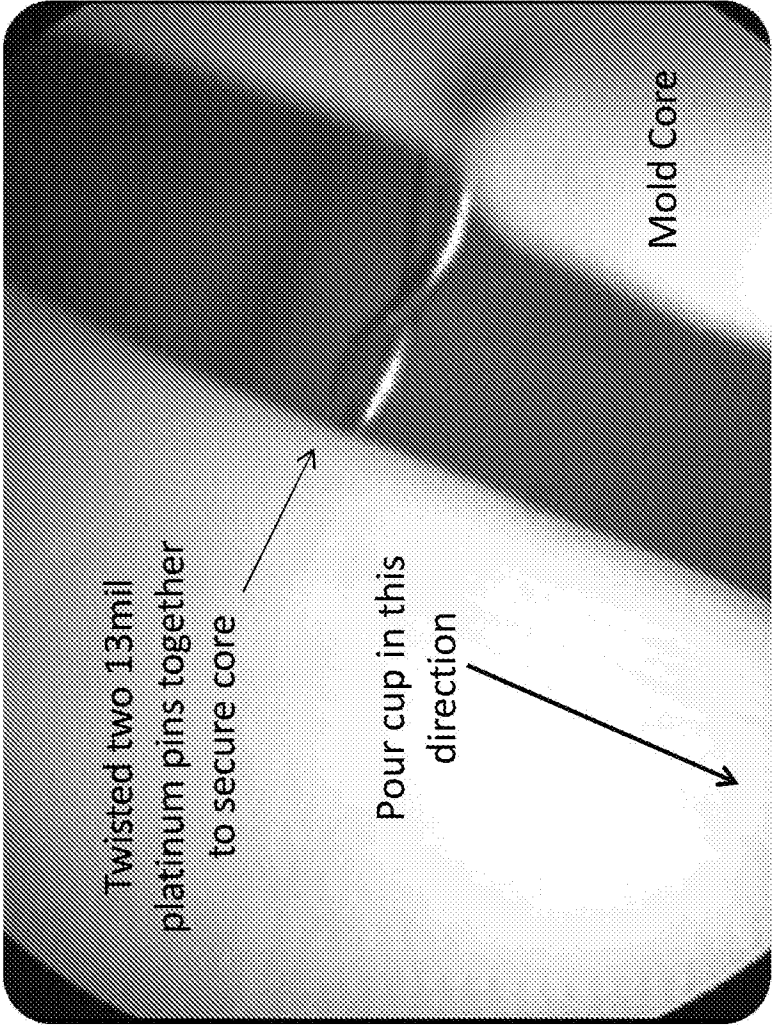 Twisted two 13mil
platinum pins together
to secure core
Pour cup in this
direction
Mold Core